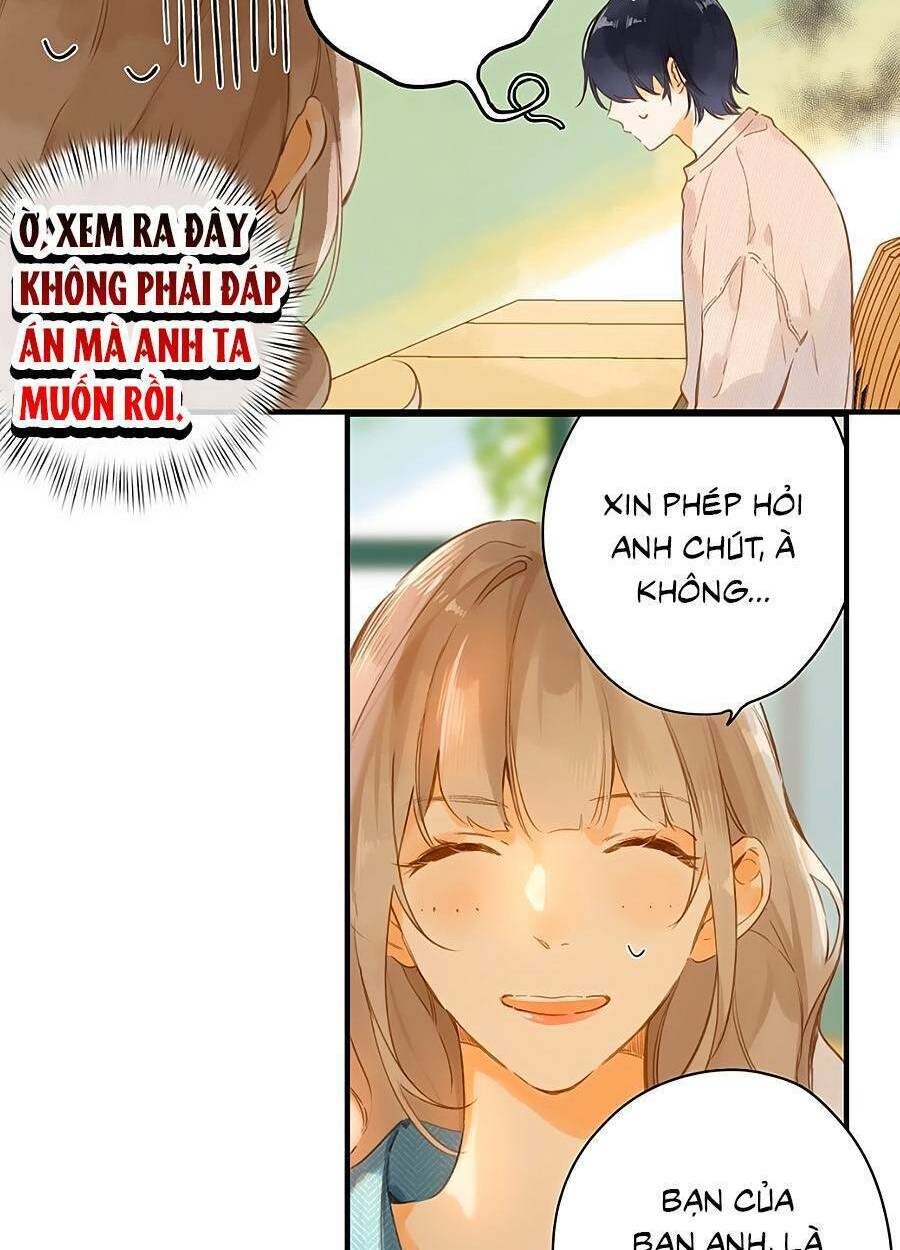 Ờ, XEM RA ĐÂY
KHÔNG PHẢI ĐÁP
ÁN MÀ ANH TA
MUỐN RỒI.
XIN PHÉP HỎI
ANH CHÚT, À
KHÔNG...
BẠN CỦA
BẠN ANH, LÀ